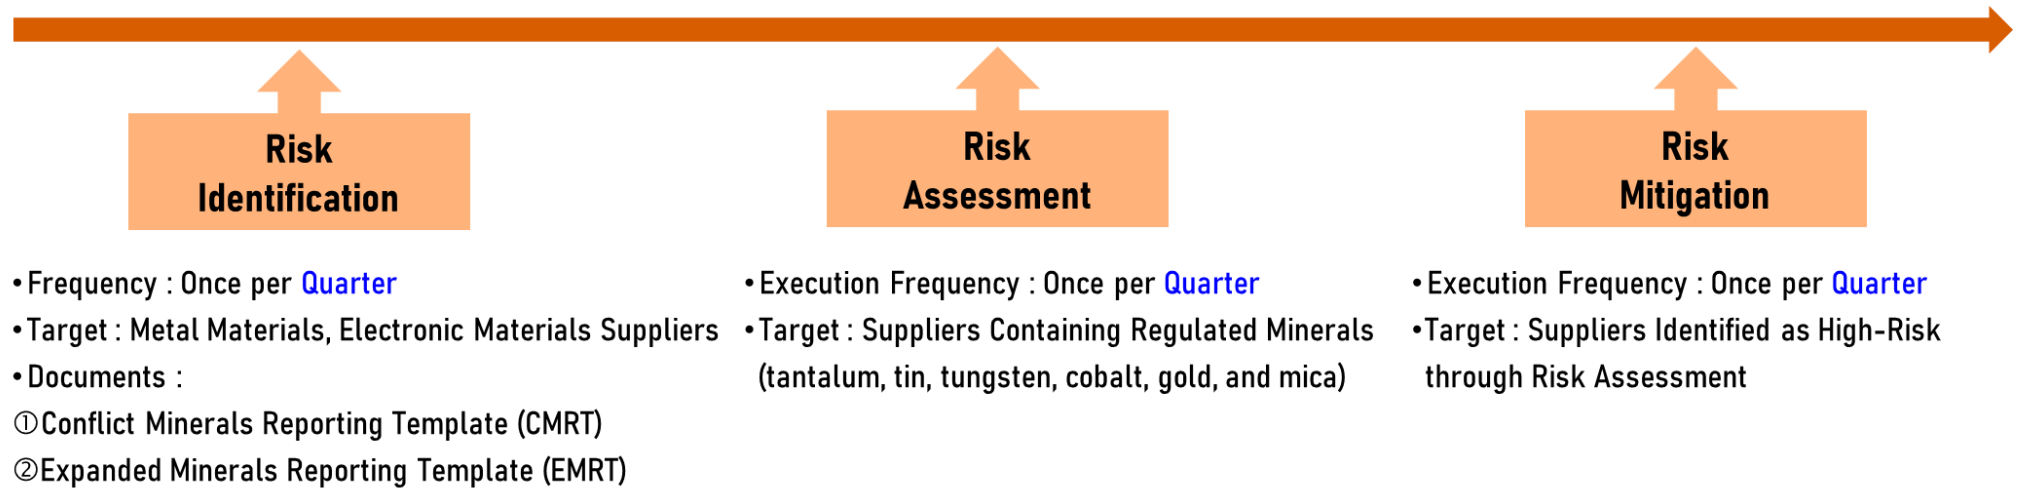 Risk
Identification
•Frequency : Once per Quarter
•Target : Metal Materials, Electronic Materials Suppliers
•Documents :
①Conflict Minerals Reporting Template (CMRT)
②Expanded Minerals Reporting Template (EMRT)
Risk
Assessment
•Execution Frequency : Once per Quarter
•Target : Suppliers Containing Regulated Minerals
(tantalum, tin, tungsten, cobalt, gold, and mica)
Risk
Mitigation
•Execution Frequency : Once per Quarter
•Target : Suppliers Identified as High-Risk
through Risk Assessment